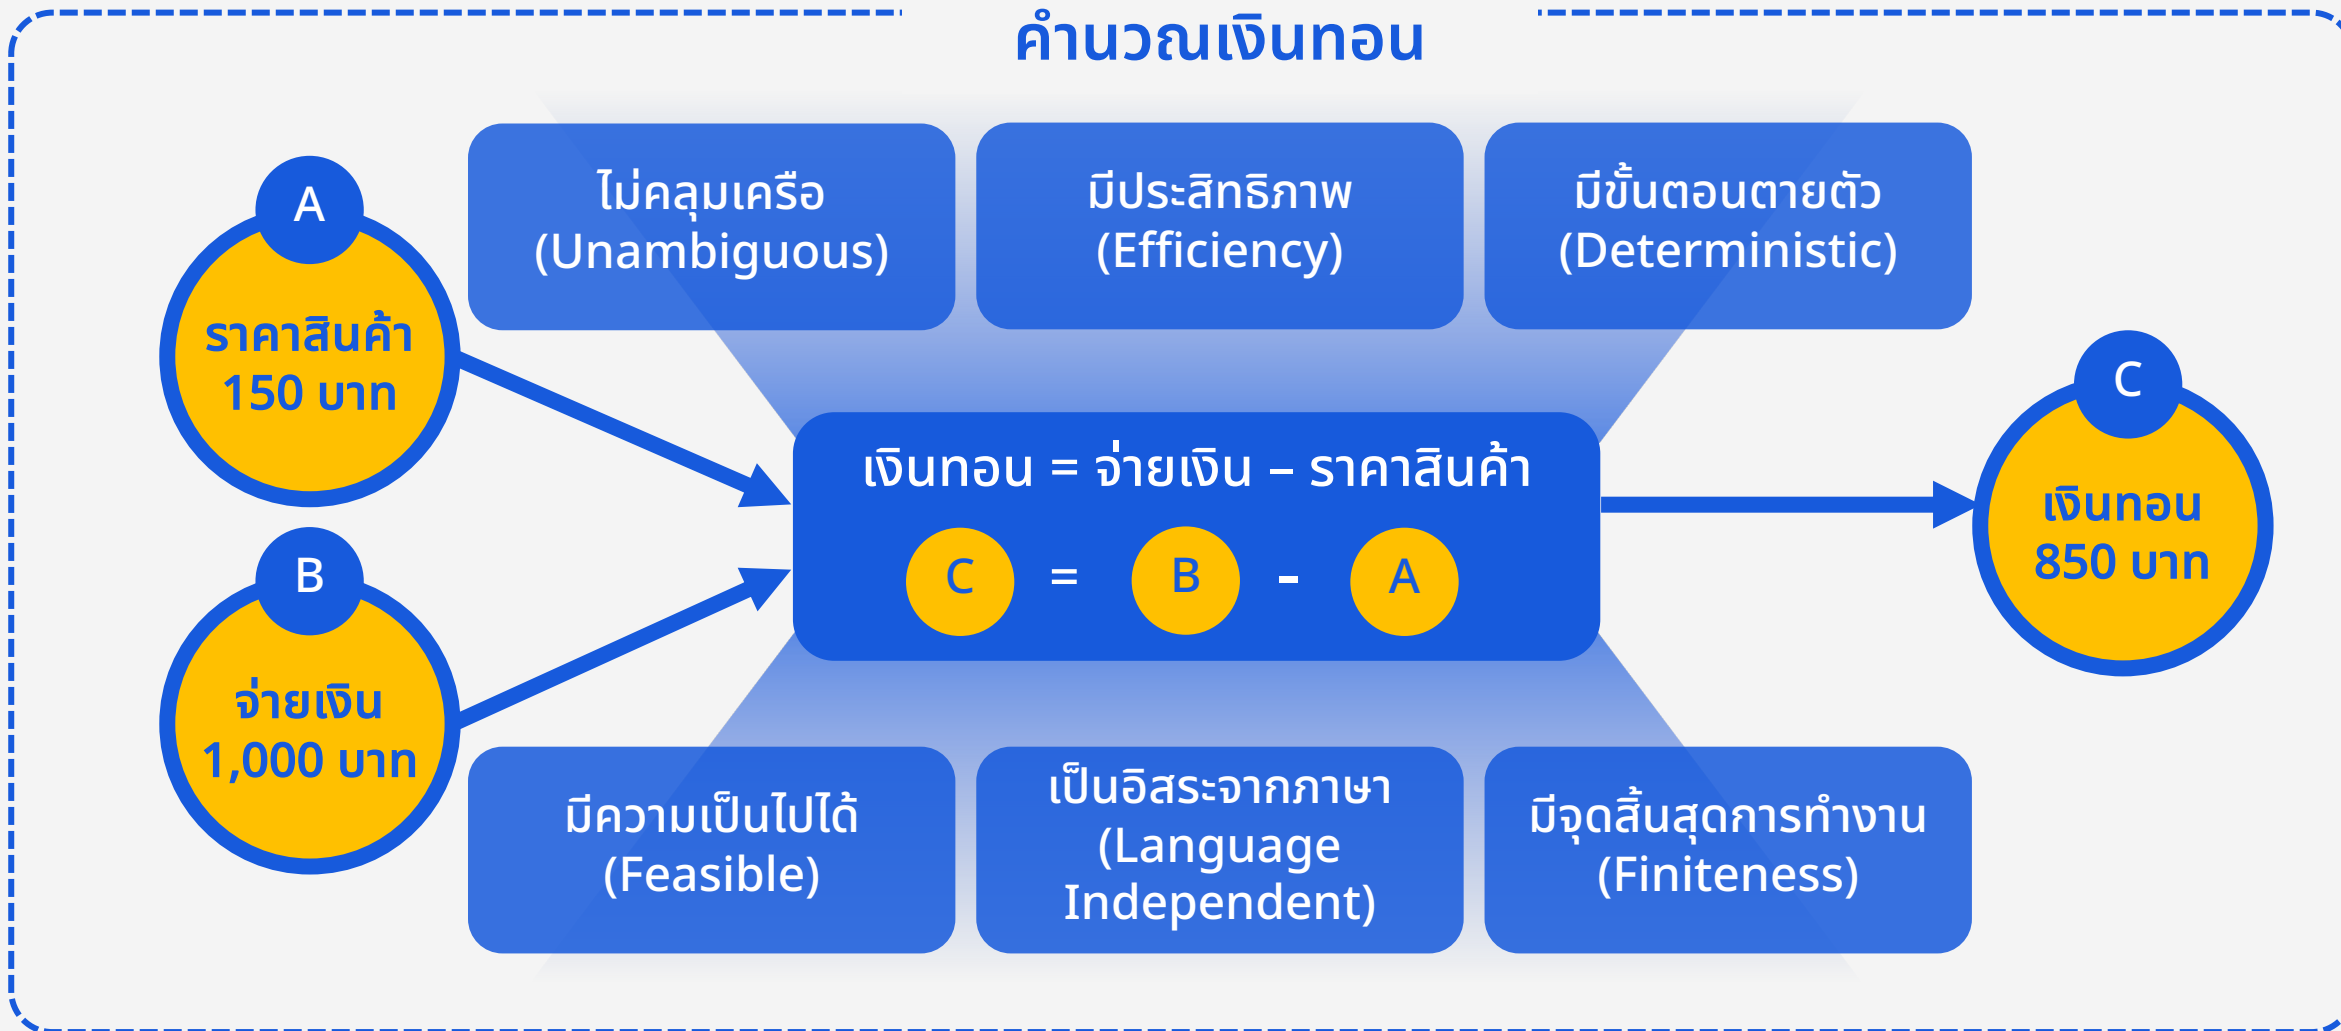 คำนวณเงินทอน
A
ราคาสินค้า
150 บาท
B
จ่ายเงิน
1,000 บาท
ไม่คลุมเครือ
(Unambiguous)
มีประสิทธิภาพ
(Efficiency)
มีขั้นตอนตายตัว
(Deterministic)
เงินทอน = จ่ายเงิน – ราคาสินค้า
C = B - A
มีความเป็นไปได้
(Feasible)
เป็นอิสระจากภาษา
(Language
Independent)
มีจุดสิ้นสุดการทำงาน
(Finiteness)
C
เงินทอน
850 บาท